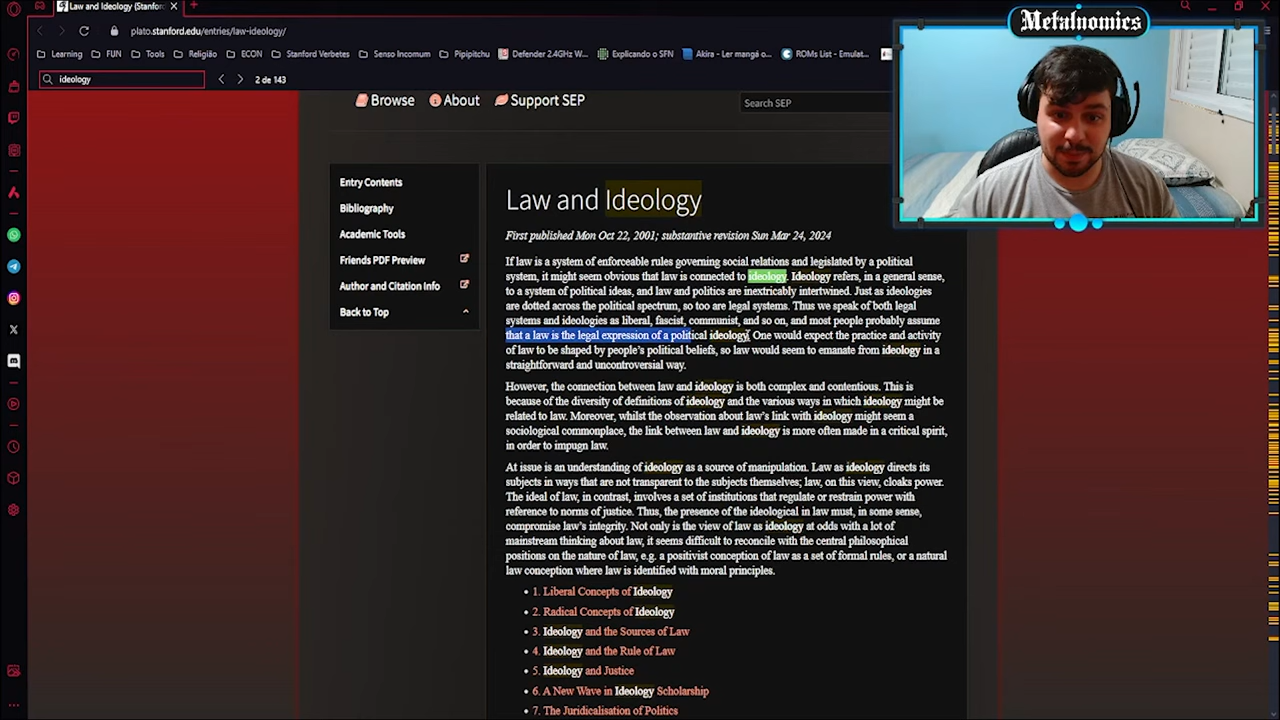 Law and Ideology (Stanfor
Metalnomics
plato.stanford.edu/entries/law-ideology/
Learning
FUN
Tools
Religião
ECON
Stanford Verbetes
Senso Incomum
Pipipitchu
Defender 2.4GHz W...
Explicando o SFN
Akira – Ler mangá o...
ROMs List - Emulat...
ideology
2 de 143
Browse
About
Support SEP
Search SEP
Entry Contents
Bibliography
Academic Tools
Friends PDF Preview
Author and Citation Info
Back to Top
Law and Ideology
First published Mon Oct 22, 2001; substantive revision Sun Mar 24, 2024
If law is a system of enforceable rules governing social relations and legislated by a political
system, it might seem obvious that law is connected to ideology. Ideology refers, in a general sense,
to a system of political ideas, and law and politics are inextricably intertwined. Just as ideologies
are dotted across the political spectrum, so too are legal systems. Thus we speak of both legal
systems and ideologies as liberal, fascist, communist, and so on, and most people probably assume
that a law is the legal expression of a political ideology. One would expect the practice and activity
of law to be shaped by people's political beliefs, so law would seem to emanate from ideology in a
straightforward and uncontroversial way.
However, the connection between law and ideology is both complex and contentious. This is
because of the diversity of definitions of ideology and the various ways in which ideology might be
related to law. Moreover, whilst the observation about law's link with ideology might seem a
sociological commonplace, the link between law and ideology is more often made in a critical spirit,
in order to impugn law.
At issue is an understanding of ideology as a source of manipulation. Law as ideology directs its
subjects in ways that are not transparent to the subjects themselves; law, on this view, cloaks power.
The ideal of law, in contrast, involves a set of institutions that regulate or restrain power with
reference to norms of justice. Thus, the presence of the ideological in law must, in some sense,
compromise law's integrity. Not only is the view of law as ideology at odds with a lot of
mainstream thinking about law, it seems difficult to reconcile with the central philosophical
positions on the nature of law, e.g. a positivist conception of law as a set of formal rules, or a natural
law conception where law is identified with moral principles.
1. Liberal Concepts of Ideology
2. Radical Concepts of Ideology
3. Ideology and the Sources of Law
4. Ideology and the Rule of Law
5. Ideology and Justice
6. A New Wave in Ideology Scholarship
7. The Juridicalisation of Politics